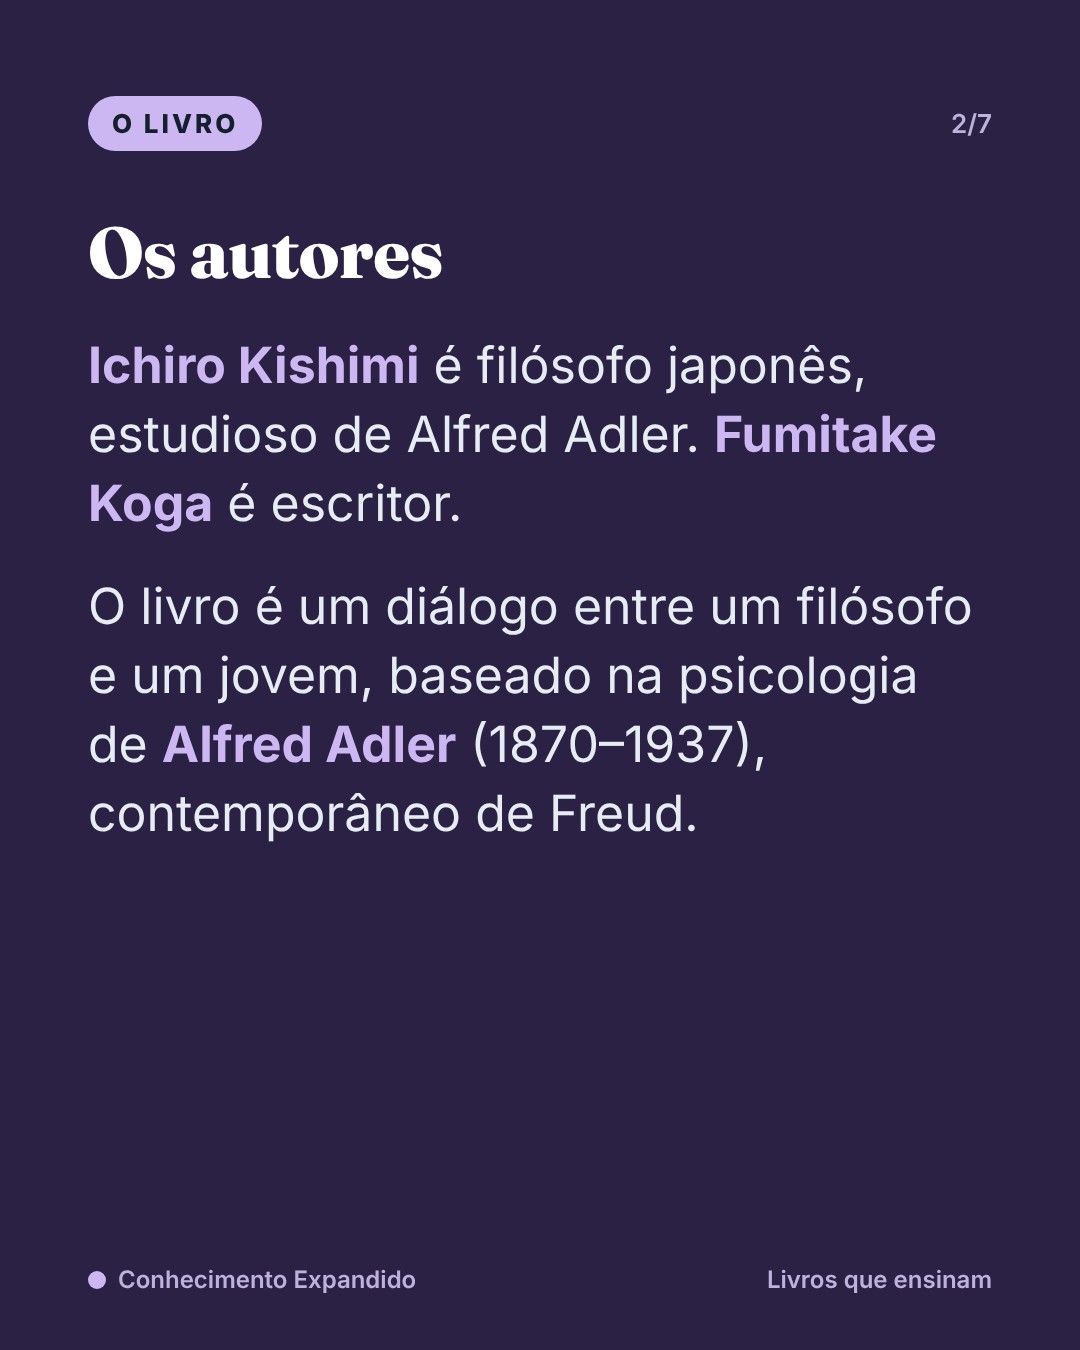 O LIVRO
2/7
Os autores
Ichiro Kishimi é filósofo japonês,
estudioso de Alfred Adler. Fumitake
Koga é escritor.
O livro é um diálogo entre um filósofo
e um jovem, baseado na psicologia
de Alfred Adler (1870–1937),
contemporâneo de Freud.
Conhecimento Expandido
Livros que ensinam